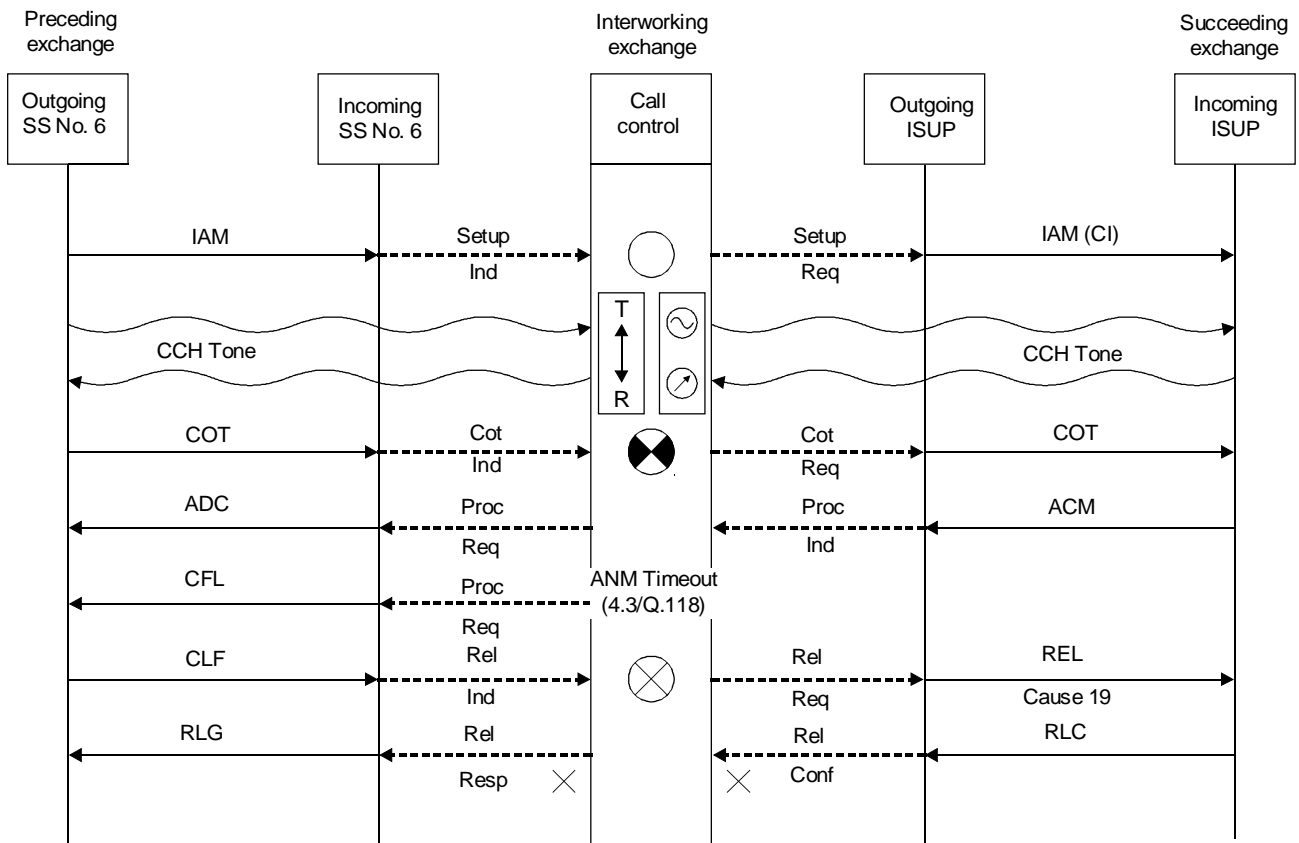 Preceding
exchange
Interworking
exchange
Succeeding
exchange
Outgoing
SS No. 6
Incoming
SS No. 6
Call
control
Outgoing
ISUP
Incoming
ISUP
IAM
Setup
Ind
Setup
Req
IAM (CI)
T
R
CCH Tone
CCH Tone
COT
Cot
Ind
Cot
Req
COT
ADC
Proc
Req
Proc
Ind
ACM
CFL
Proc
Req
ANM Timeout
(4.3/Q.118)
CLF
Rel
Ind
Rel
Req
REL
Cause 19
RLG
Rel
Resp
Rel
Conf
RLC